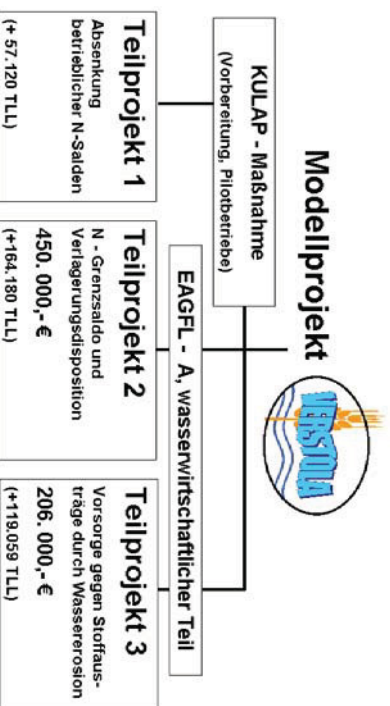 Modellprojekt
VERSTOLA
KULAP - Maßnahme
(Vorbereitung, Pilotbetriebe)
EAGFL - A, wasserwirtschaftlicher Teil
Teilprojekt 1
Absenkung
betrieblicher N-Salden
(+ 57.120 TLL)
Teilprojekt 2
N - Grenzsaldo und
Verlagerungsdisposition
450. 000,- €
(+164.180 TLL)
Teilprojekt 3
Vorsorge gegen Stoffaus-
träge durch Wassererosion
206. 000,- €
(+119.059 TLL)